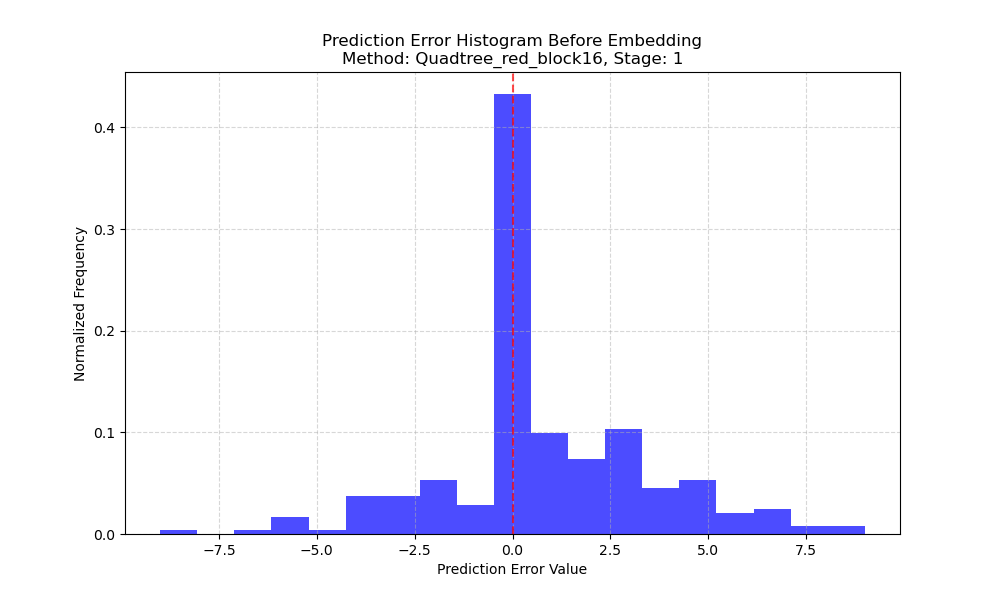 Prediction Error Histogram Before Embedding
Method: Quadtree_red_block16, Stage: 1
Normalized Frequency
0.4
0.3
0.2
0.1
0.0
−7.5 −5.0 −2.5 0.0 2.5 5.0 7.5
Prediction Error Value